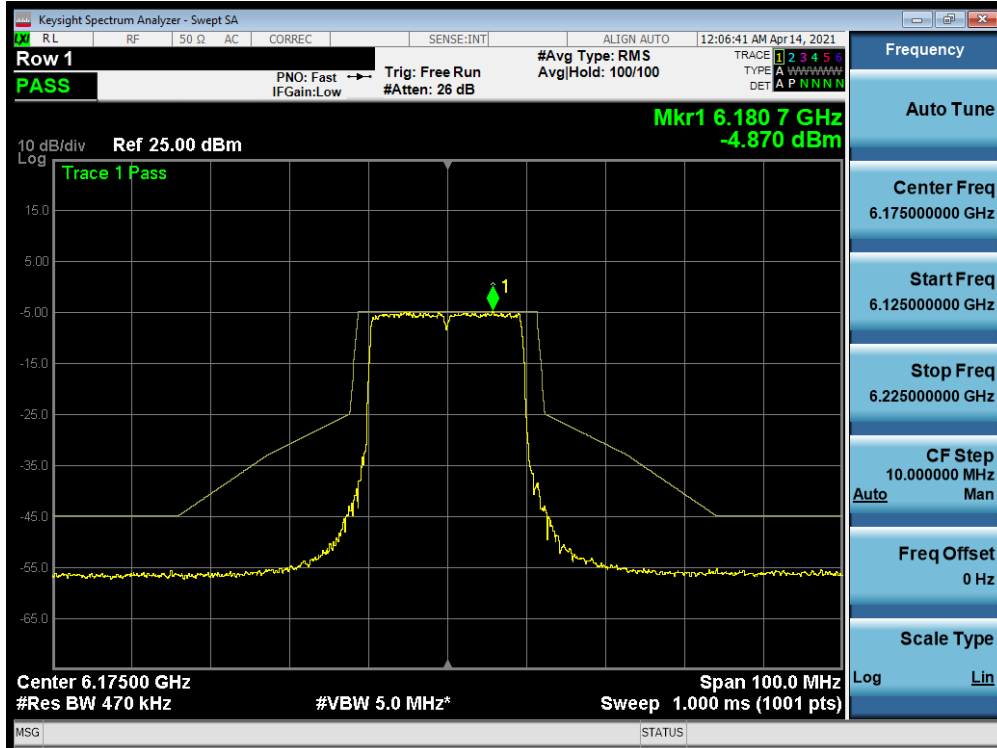 Keysight Spectrum Analyzer - Swept SA
LXI RL RF 50 Ω AC CORREC SENSE:INT ALIGN AUTO 12:06:41 AM Apr 14, 2021
Row 1
PASS
PNO: Fast
IFGain:Low
Trig: Free Run
#Atten: 26 dB
#Avg Type: RMS
Avg|Hold: 100/100
TRACE 1 2 3 4 5 6
TYPE A WWWWW
DET A P N N N N
Mkr1 6.180 7 GHz
-4.870 dBm
10 dB/div Ref 25.00 dBm
Log
Trace 1 Pass
15.0
5.00
1
-5.00
-15.0
-25.0
-35.0
-45.0
-55.0
-65.0
Center 6.17500 GHz
Span 100.0 MHz
#Res BW 470 kHz
#VBW 5.0 MHz*
Sweep 1.000 ms (1001 pts)
MSG
STATUS
Frequency
Auto Tune
Center Freq
6.175000000 GHz
Start Freq
6.125000000 GHz
Stop Freq
6.225000000 GHz
CF Step
10.000000 MHz
Auto Man
Freq Offset
0 Hz
Scale Type
Log Lin